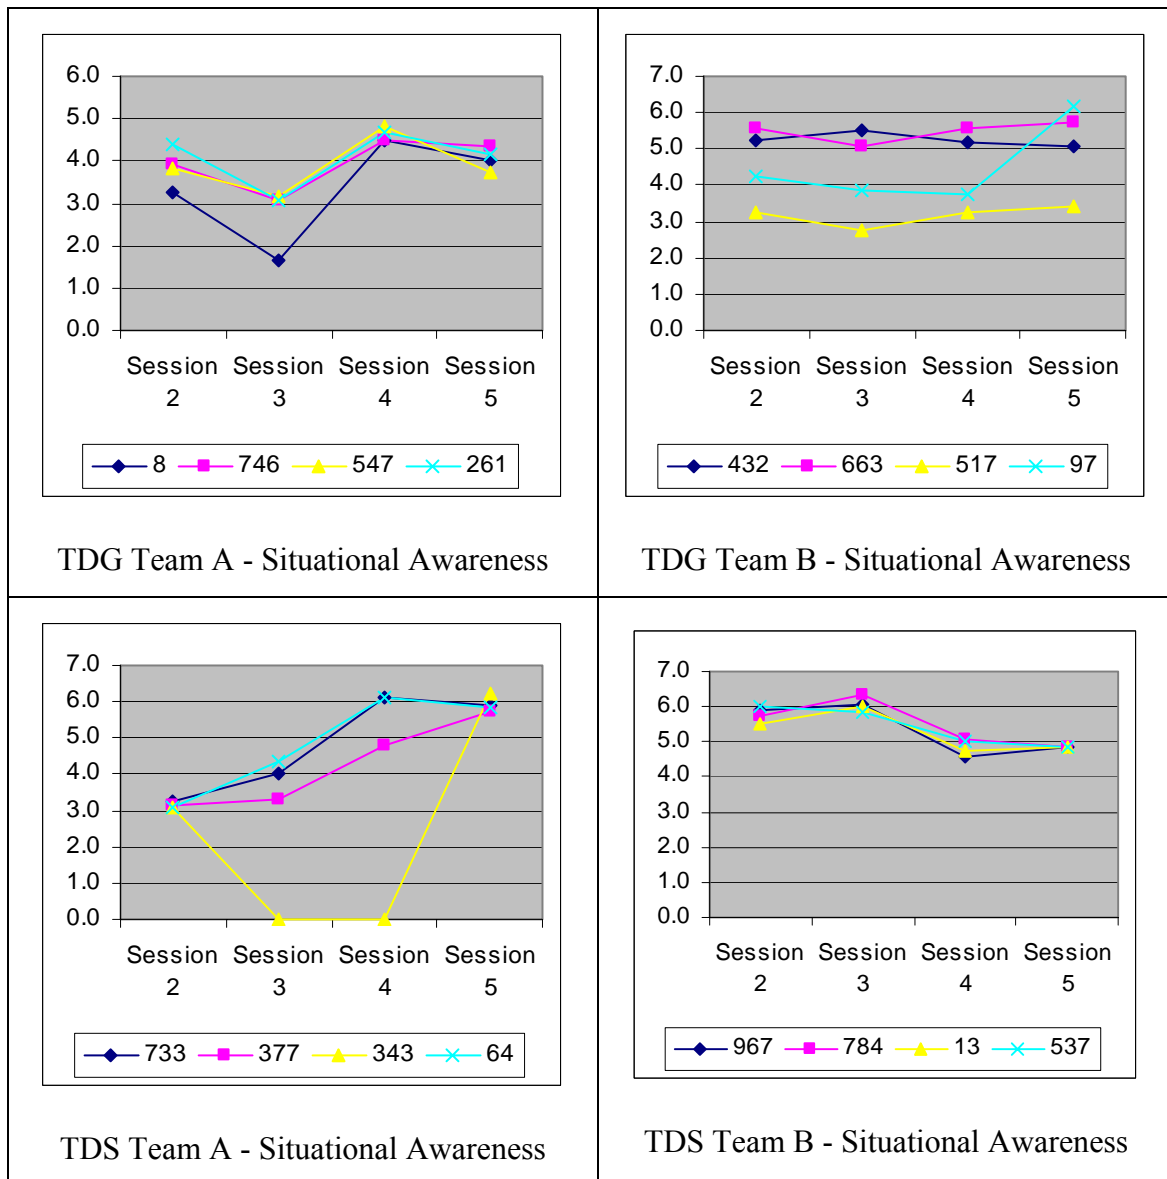 6.0
5.0
4.0
3.0
2.0
1.0
0.0
Session Session Session Session
2 3 4 5
8 746 547 261
TDG Team A - Situational Awareness
7.0
6.0
5.0
4.0
3.0
2.0
1.0
0.0
Session Session Session Session
2 3 4 5
432 663 517 97
TDG Team B - Situational Awareness
7.0
6.0
5.0
4.0
3.0
2.0
1.0
0.0
Session Session Session Session
2 3 4 5
733 377 343 64
TDS Team A - Situational Awareness
7.0
6.0
5.0
4.0
3.0
2.0
1.0
0.0
Session Session Session Session
2 3 4 5
967 784 13 537
TDS Team B - Situational Awareness